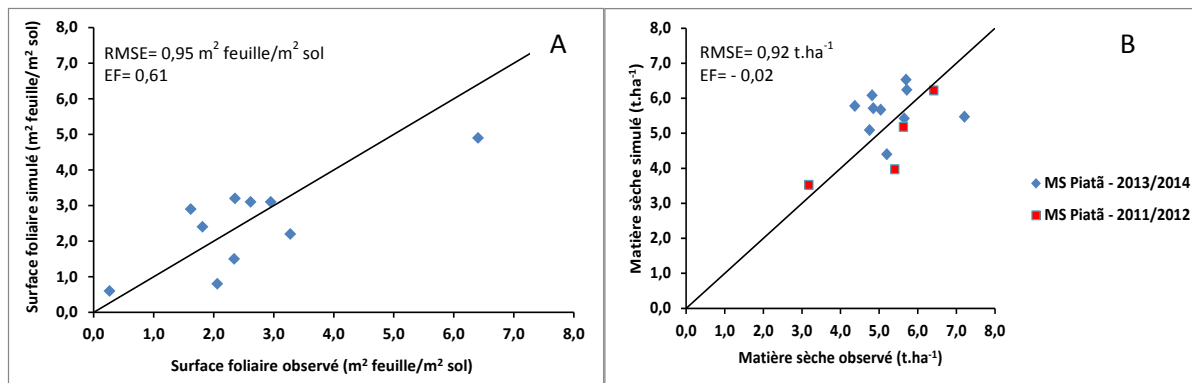 A
RMSE= 0,95 m² feuille/m² sol
EF= 0,61
Surface foliaire simulé (m² feuille/m² sol)
8,0
7,0
6,0
5,0
4,0
3,0
2,0
1,0
0,0
0,0 1,0 2,0 3,0 4,0 5,0 6,0 7,0 8,0
Surface foliaire observé (m² feuille/m² sol)
B
RMSE= 0,92 t.ha⁻¹
EF= - 0,02
Matière sèche simulé (t.ha⁻¹)
8,0
7,0
6,0
5,0
4,0
3,0
2,0
1,0
0,0
0,0 1,0 2,0 3,0 4,0 5,0 6,0 7,0 8,0
Matière sèche observé (t.ha⁻¹)
MS Piatã - 2013/2014
MS Piatã - 2011/2012